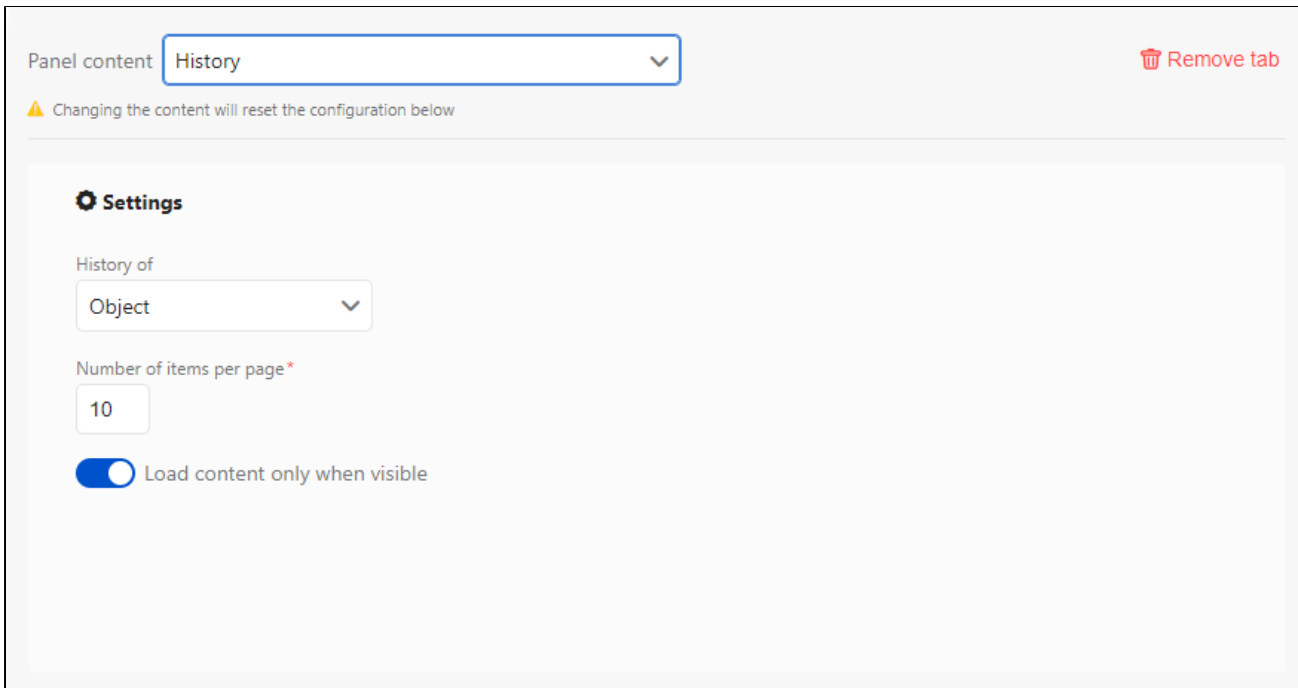 Panel content History Remove tab
Changing the content will reset the configuration below
Settings
History of
Object
Number of items per page*
10
Load content only when visible